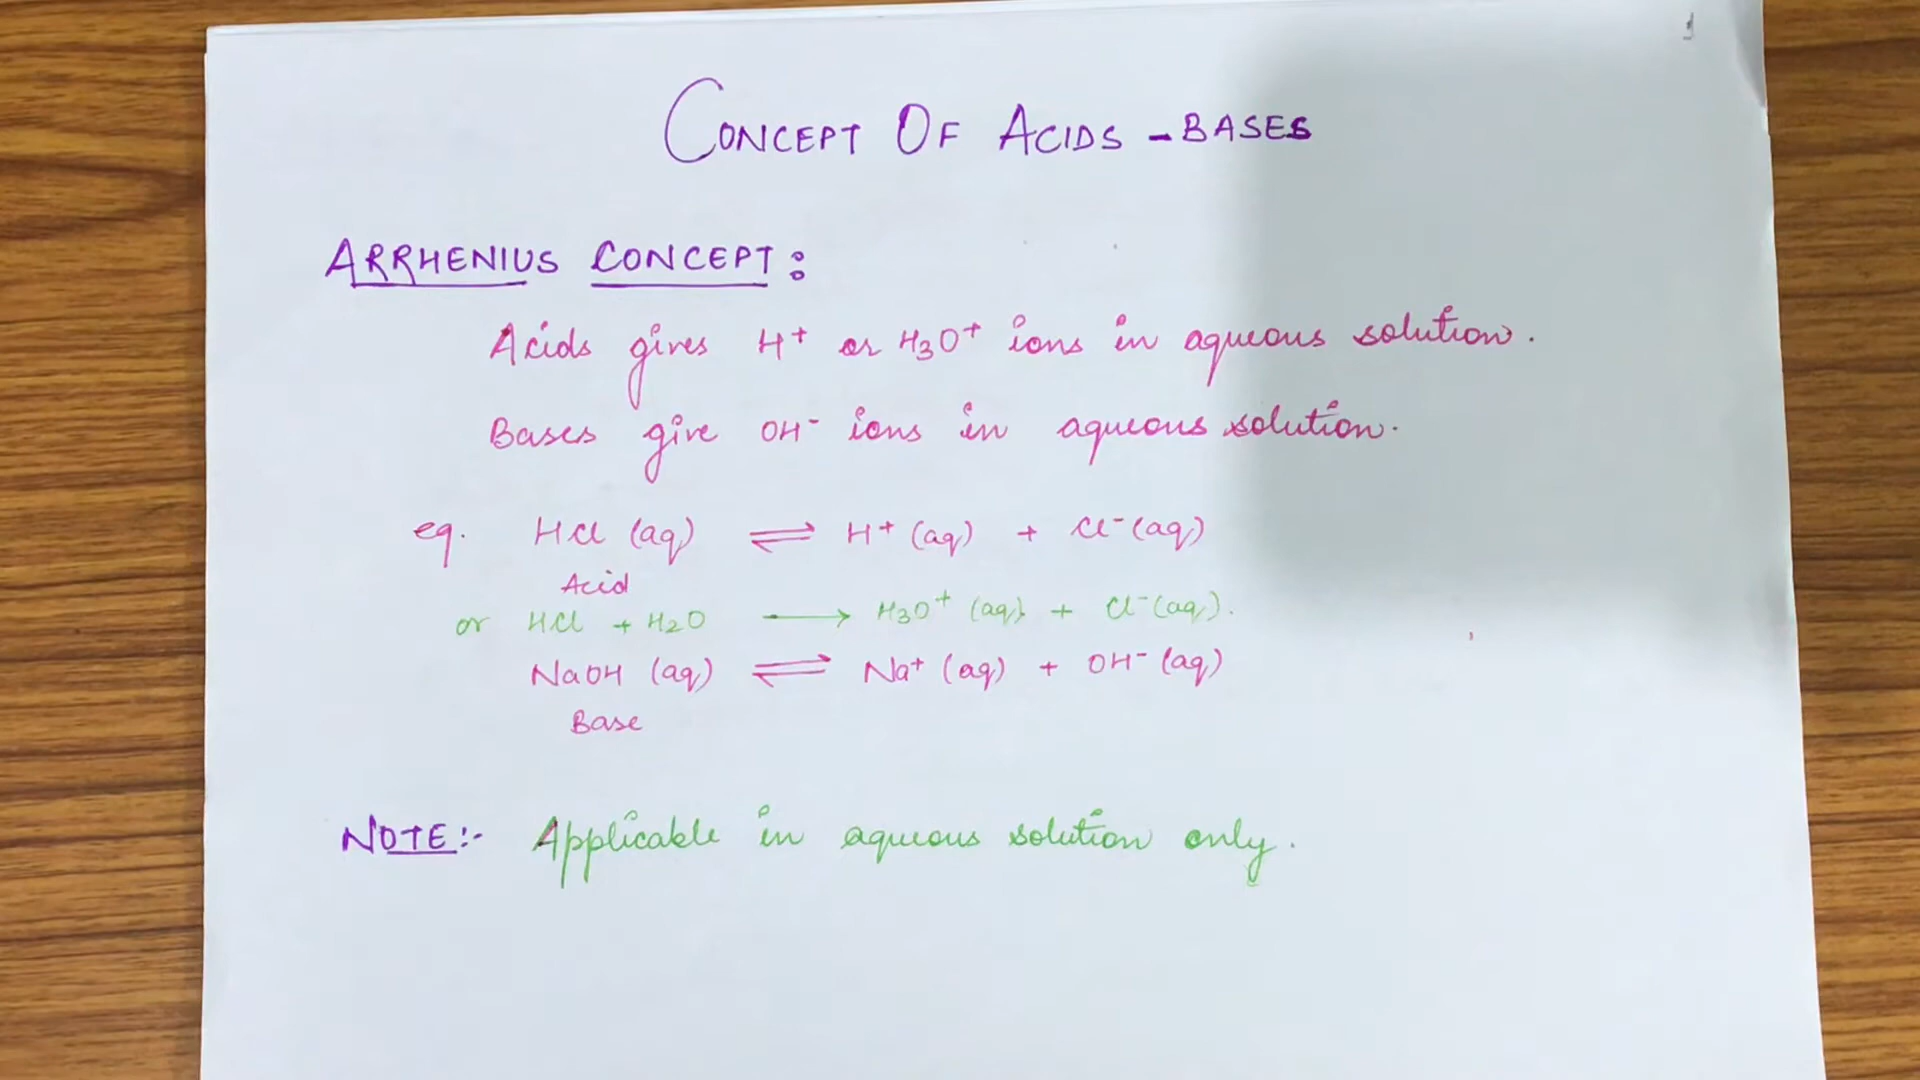 1
CONCEPT OF ACIDS - BASES
ARRHENIUS CONCEPT:
Acids gives H+ or H3O+ ions in aqueous solution.
Bases give OH- ions in aqueous solution.
eg. HCl (aq) ⇌ H+ (aq) + Cl- (aq)
Acid
or HCl + H2O ⟶ H3O+ (aq) + Cl- (aq).
NaOH (aq) ⇌ Na+ (aq) + OH- (aq)
Base
NOTE:- Applicable in aqueous solution only.